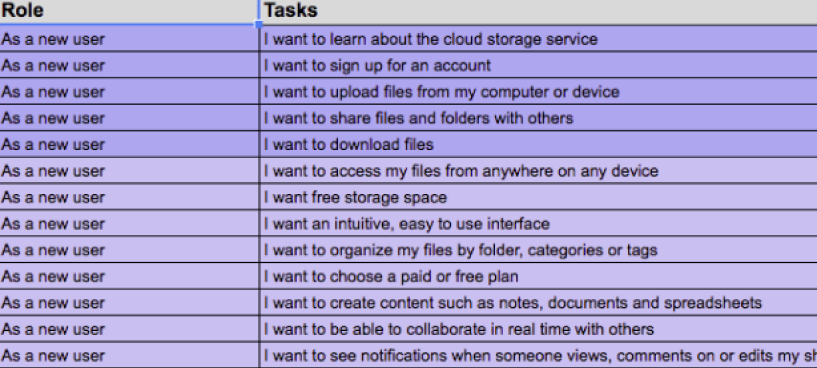 Role Tasks
As a new user I want to learn about the cloud storage service
As a new user I want to sign up for an account
As a new user I want to upload files from my computer or device
As a new user I want to share files and folders with others
As a new user I want to download files
As a new user I want to access my files from anywhere on any device
As a new user I want free storage space
As a new user I want an intuitive, easy to use interface
As a new user I want to organize my files by folder, categories or tags
As a new user I want to choose a paid or free plan
As a new user I want to create content such as notes, documents and spreadsheets
As a new user I want to be able to collaborate in real time with others
As a new user I want to see notifications when someone views, comments on or edits my